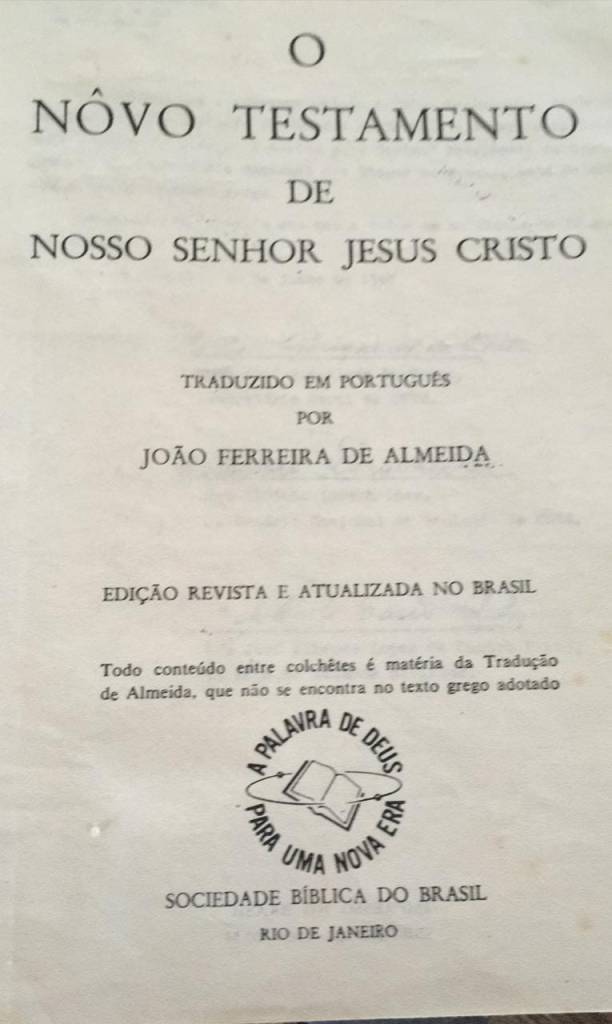 O
NÔVO TESTAMENTO
DE
NOSSO SENHOR JESUS CRISTO
TRADUZIDO EM PORTUGUÊS
POR
JOÃO FERREIRA DE ALMEIDA
EDIÇÃO REVISTA E ATUALIZADA NO BRASIL
Todo conteúdo entre colchêtes é matéria da Tradução
de Almeida, que não se encontra no texto grego adotado
A PALAVRA DE DEUS
PARA UMA NOVA ERA
SOCIEDADE BÍBLICA DO BRASIL
RIO DE JANEIRO